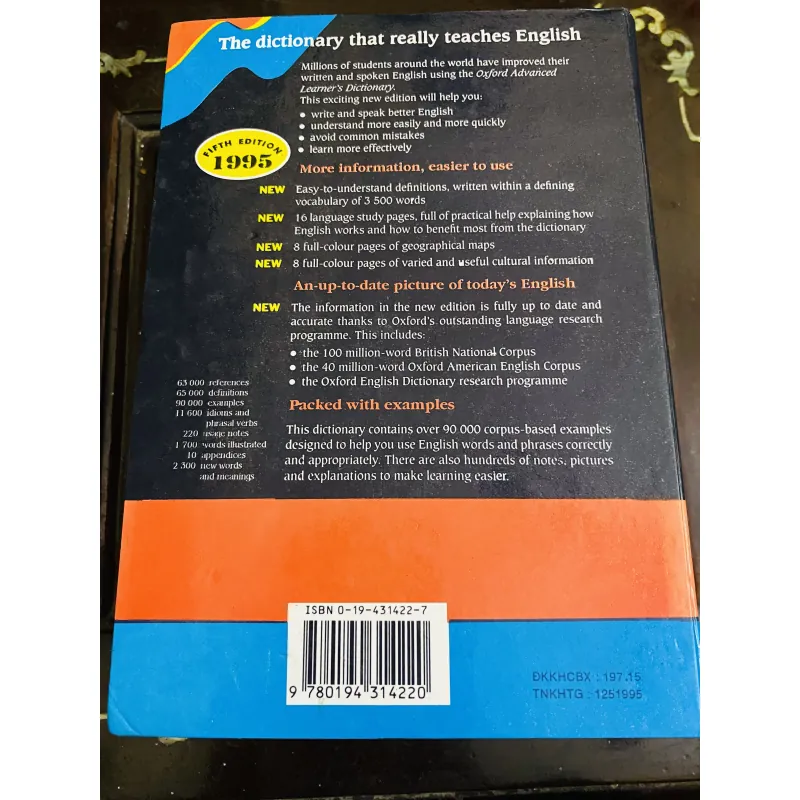 The dictionary that really teaches English
Millions of students around the world have improved their
written and spoken English using the Oxford Advanced
Learner's Dictionary.
This exciting new edition will help you:
• write and speak better English
• understand more easily and more quickly
• avoid common mistakes
• learn more effectively
FIFTH EDITION
1995
More information, easier to use
NEW Easy-to-understand definitions, written within a defining
vocabulary of 3 500 words
NEW 16 language study pages, full of practical help explaining how
English works and how to benefit most from the dictionary
NEW 8 full-colour pages of geographical maps
NEW 8 full-colour pages of varied and useful cultural information
An-up-to-date picture of today's English
NEW The information in the new edition is fully up to date and
accurate thanks to Oxford's outstanding language research
programme. This includes:
• the 100 million-word British National Corpus
• the 40 million-word Oxford American English Corpus
• the Oxford English Dictionary research programme
63 000 references
65 000 definitions
90 000 examples
11 600 idioms and
phrasal verbs
220 usage notes
1 700 words illustrated
10 appendices
2 300 new words
and meanings
Packed with examples
This dictionary contains over 90 000 corpus-based examples
designed to help you use English words and phrases correctly
and appropriately. There are also hundreds of notes, pictures
and explanations to make learning easier.
ISBN 0-19-431422-7
9 780194 314220
ĐKKHCBX : 197.15
TNKHTG : 1251995